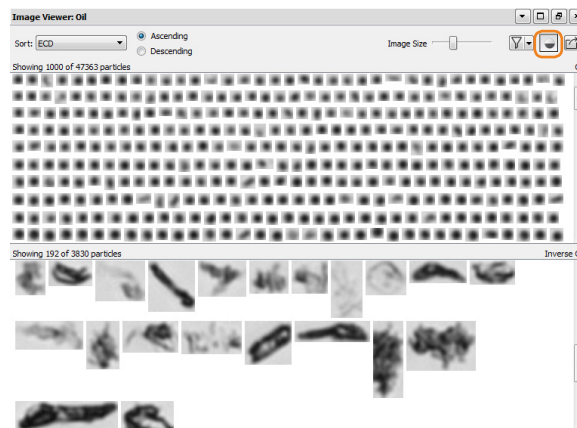 Image Viewer: Oil
Sort: ECD
Ascending
Descending
Image Size
Showing 1000 of 47363 particles
Showing 192 of 3830 particles
Inverse